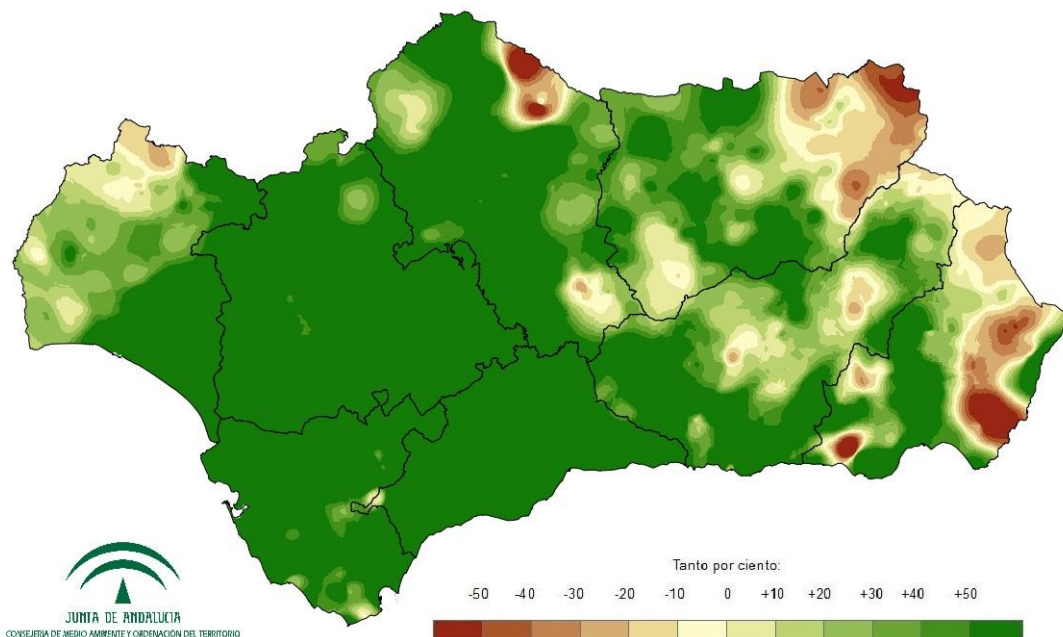 Tanto por ciento:
-50 -40 -30 -20 -10 0 +10 +20 +30 +40 +50
JUNTA DE ANDALUCIA
CONSEJERÍA DE MEDIO AMBIENTE Y ORDENACIÓN DEL TERRITORIO